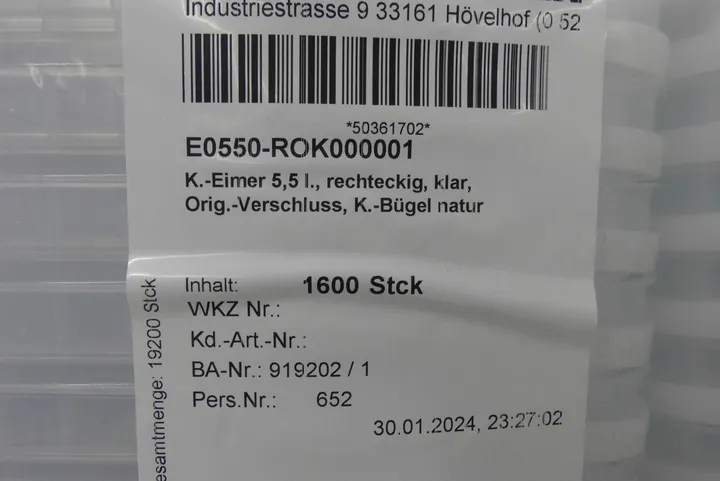 Industriestrasse 9 33161 Hövelhof (0 52
*50361702*
E0550-ROK000001
K.-Eimer 5,5 l., rechteckig, klar,
Orig.-Verschluss, K.-Bügel natur
Inhalt: 1600 Stck
WKZ Nr.:
Kd.-Art.-Nr.:
BA-Nr.: 919202 / 1
Pers.Nr.: 652
30.01.2024, 23:27:02
esamtmenge: 19200 Stck